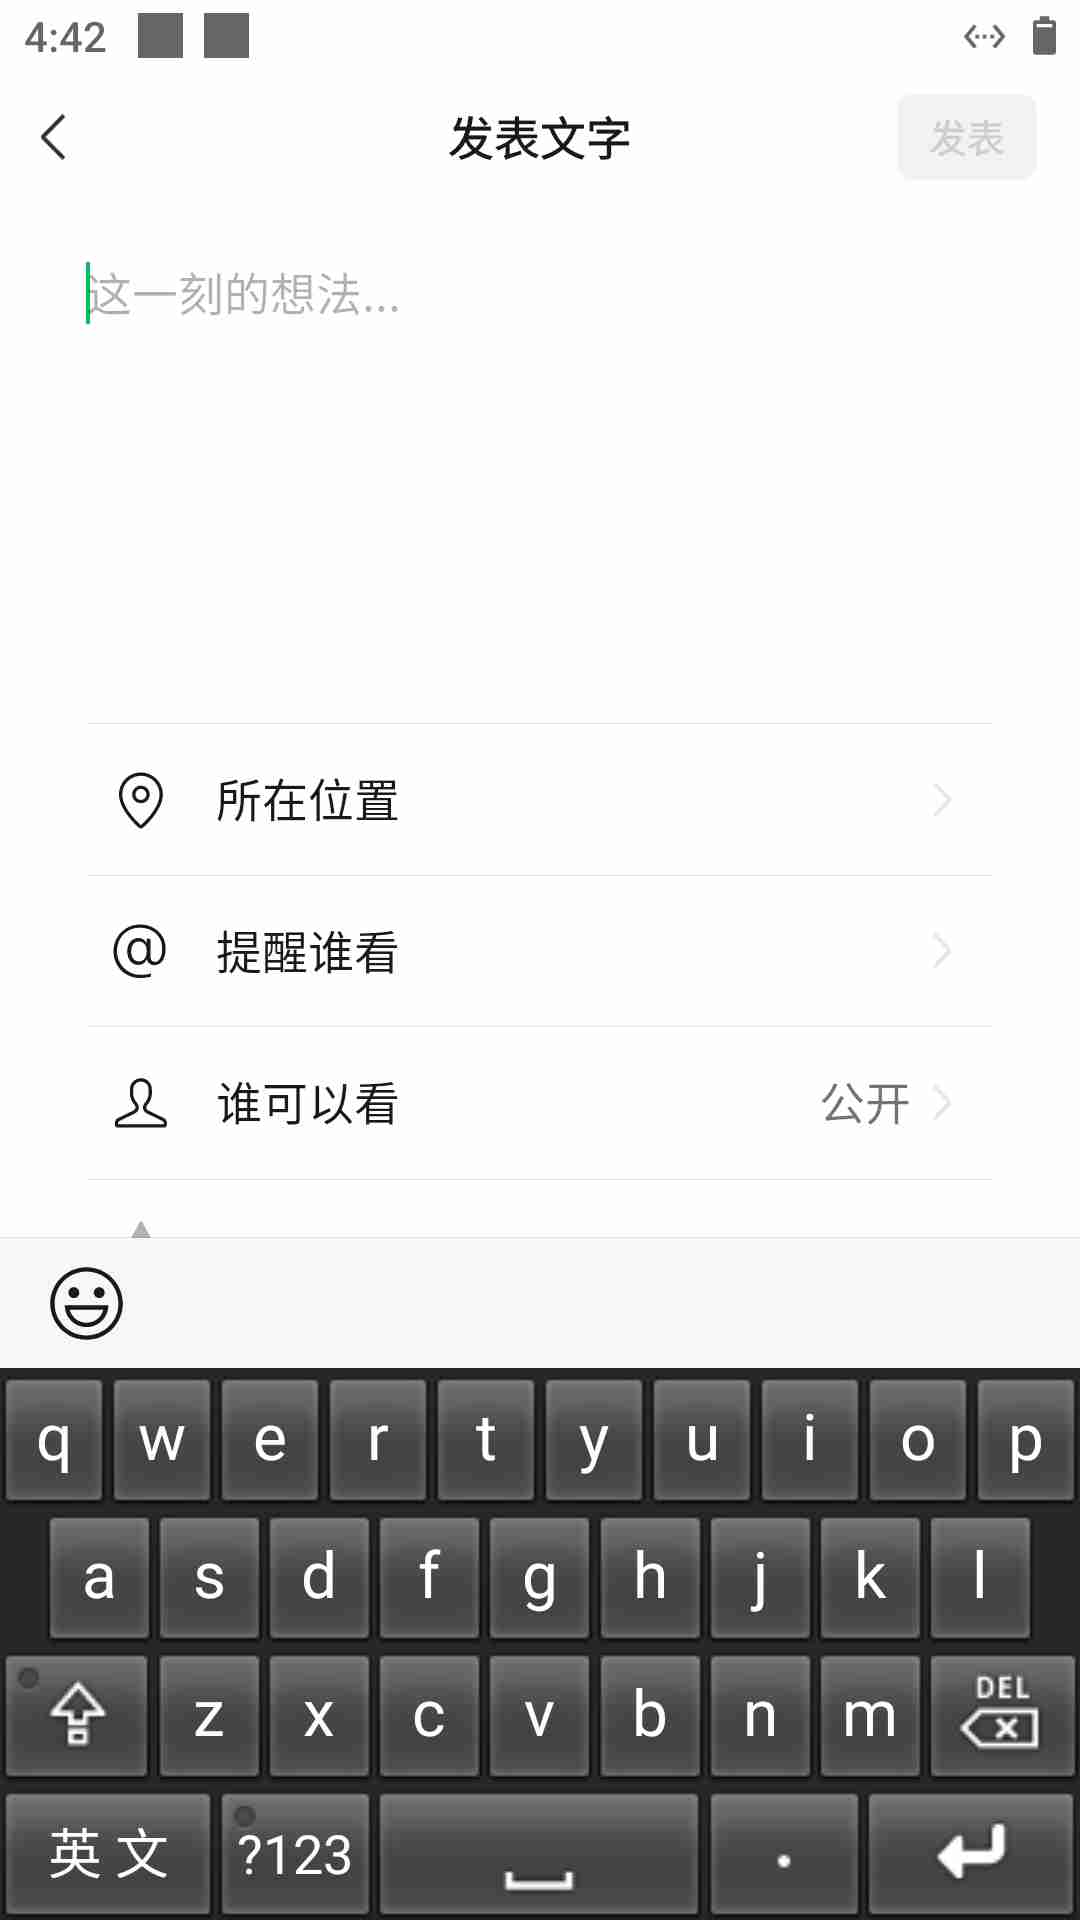 4:42
发表文字
发表
这一刻的想法...
所在位置
提醒谁看
谁可以看
公开
q w e r t y u i o p
a s d f g h j k l
z x c v b n m DEL
英文 ?123 .